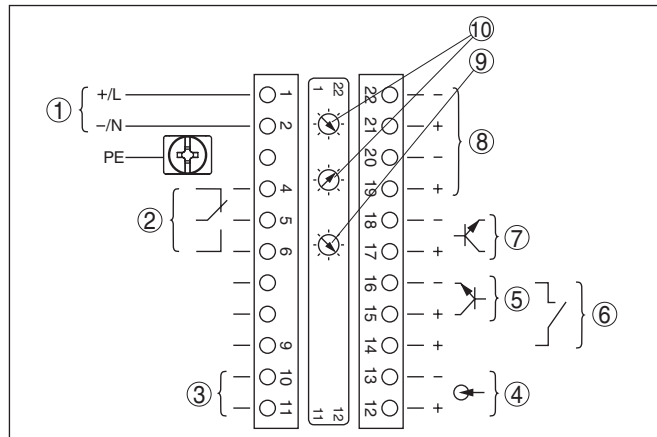 ⑩
⑨
① +/L 1 1 22 22 −
−/N 2 21 + ⑧
PE 20 −
4 19 +
② 5 18 − ⑦
6 17 +
16 − ⑤ ⑥
15 +
9 14 +
③ 10 13 − ④
11 11 12 12 +